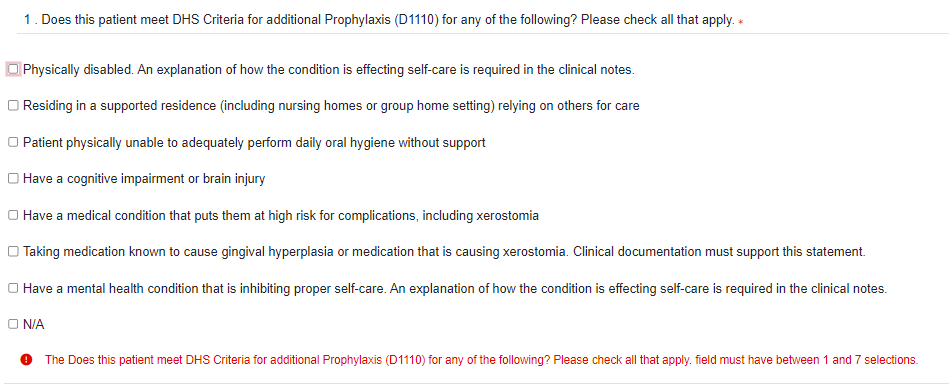 1 . Does this patient meet DHS Criteria for additional Prophylaxis (D1110) for any of the following? Please check all that apply. *
Physically disabled. An explanation of how the condition is effecting self-care is required in the clinical notes.
Residing in a supported residence (including nursing homes or group home setting) relying on others for care
Patient physically unable to adequately perform daily oral hygiene without support
Have a cognitive impairment or brain injury
Have a medical condition that puts them at high risk for complications, including xerostomia
Taking medication known to cause gingival hyperplasia or medication that is causing xerostomia. Clinical documentation must support this statement.
Have a mental health condition that is inhibiting proper self-care. An explanation of how the condition is effecting self-care is required in the clinical notes.
N/A
The Does this patient meet DHS Criteria for additional Prophylaxis (D1110) for any of the following? Please check all that apply. field must have between 1 and 7 selections.